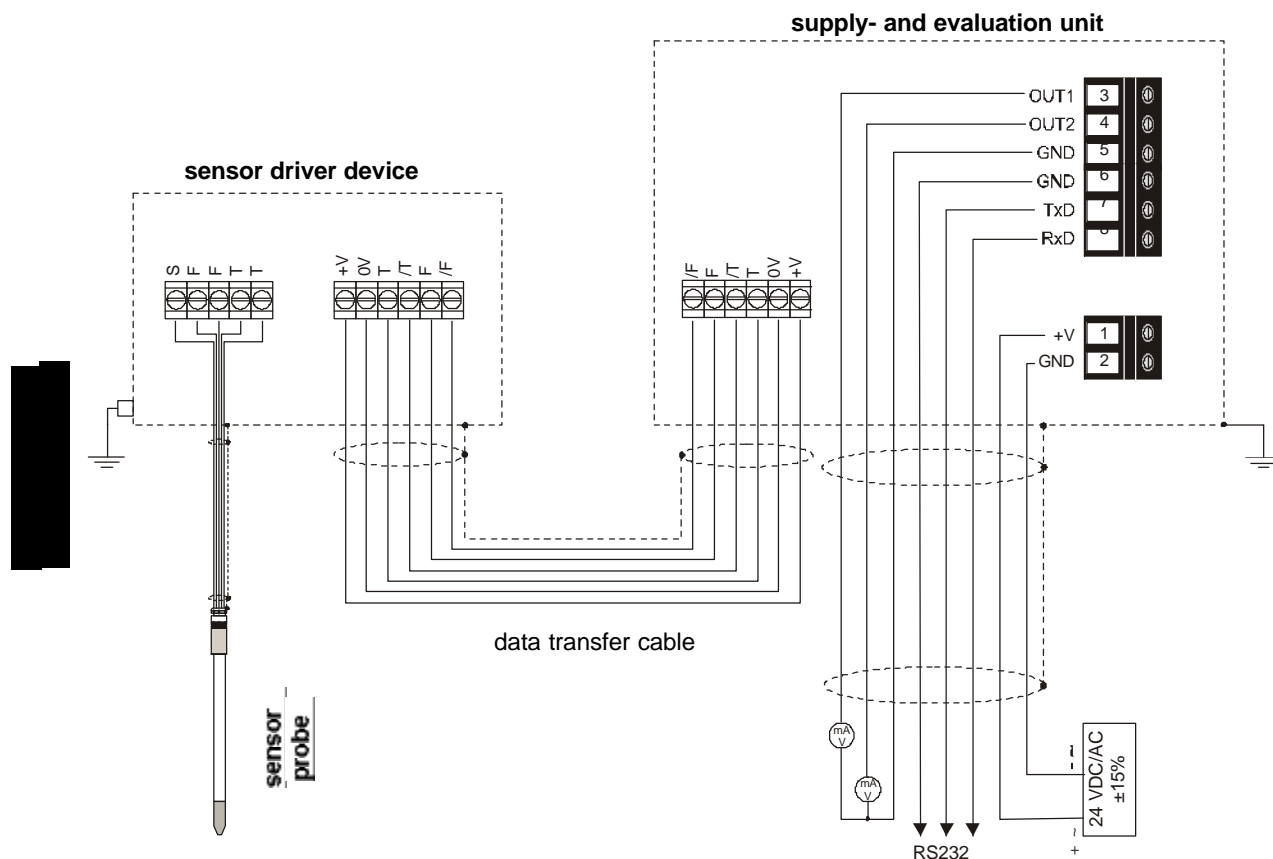 supply- and evaluation unit
OUT1 3
OUT2 4
GND 5
GND 6
TxD 7
RxD
sensor driver device
S F F T T
+V 0V T /T F /F
/F F /T T 0V +V
+V 1
GND 2
data transfer cable
sensor
probe
mA
V
mA
V
24 VDC/AC
±15%
- ~
~ +
RS232